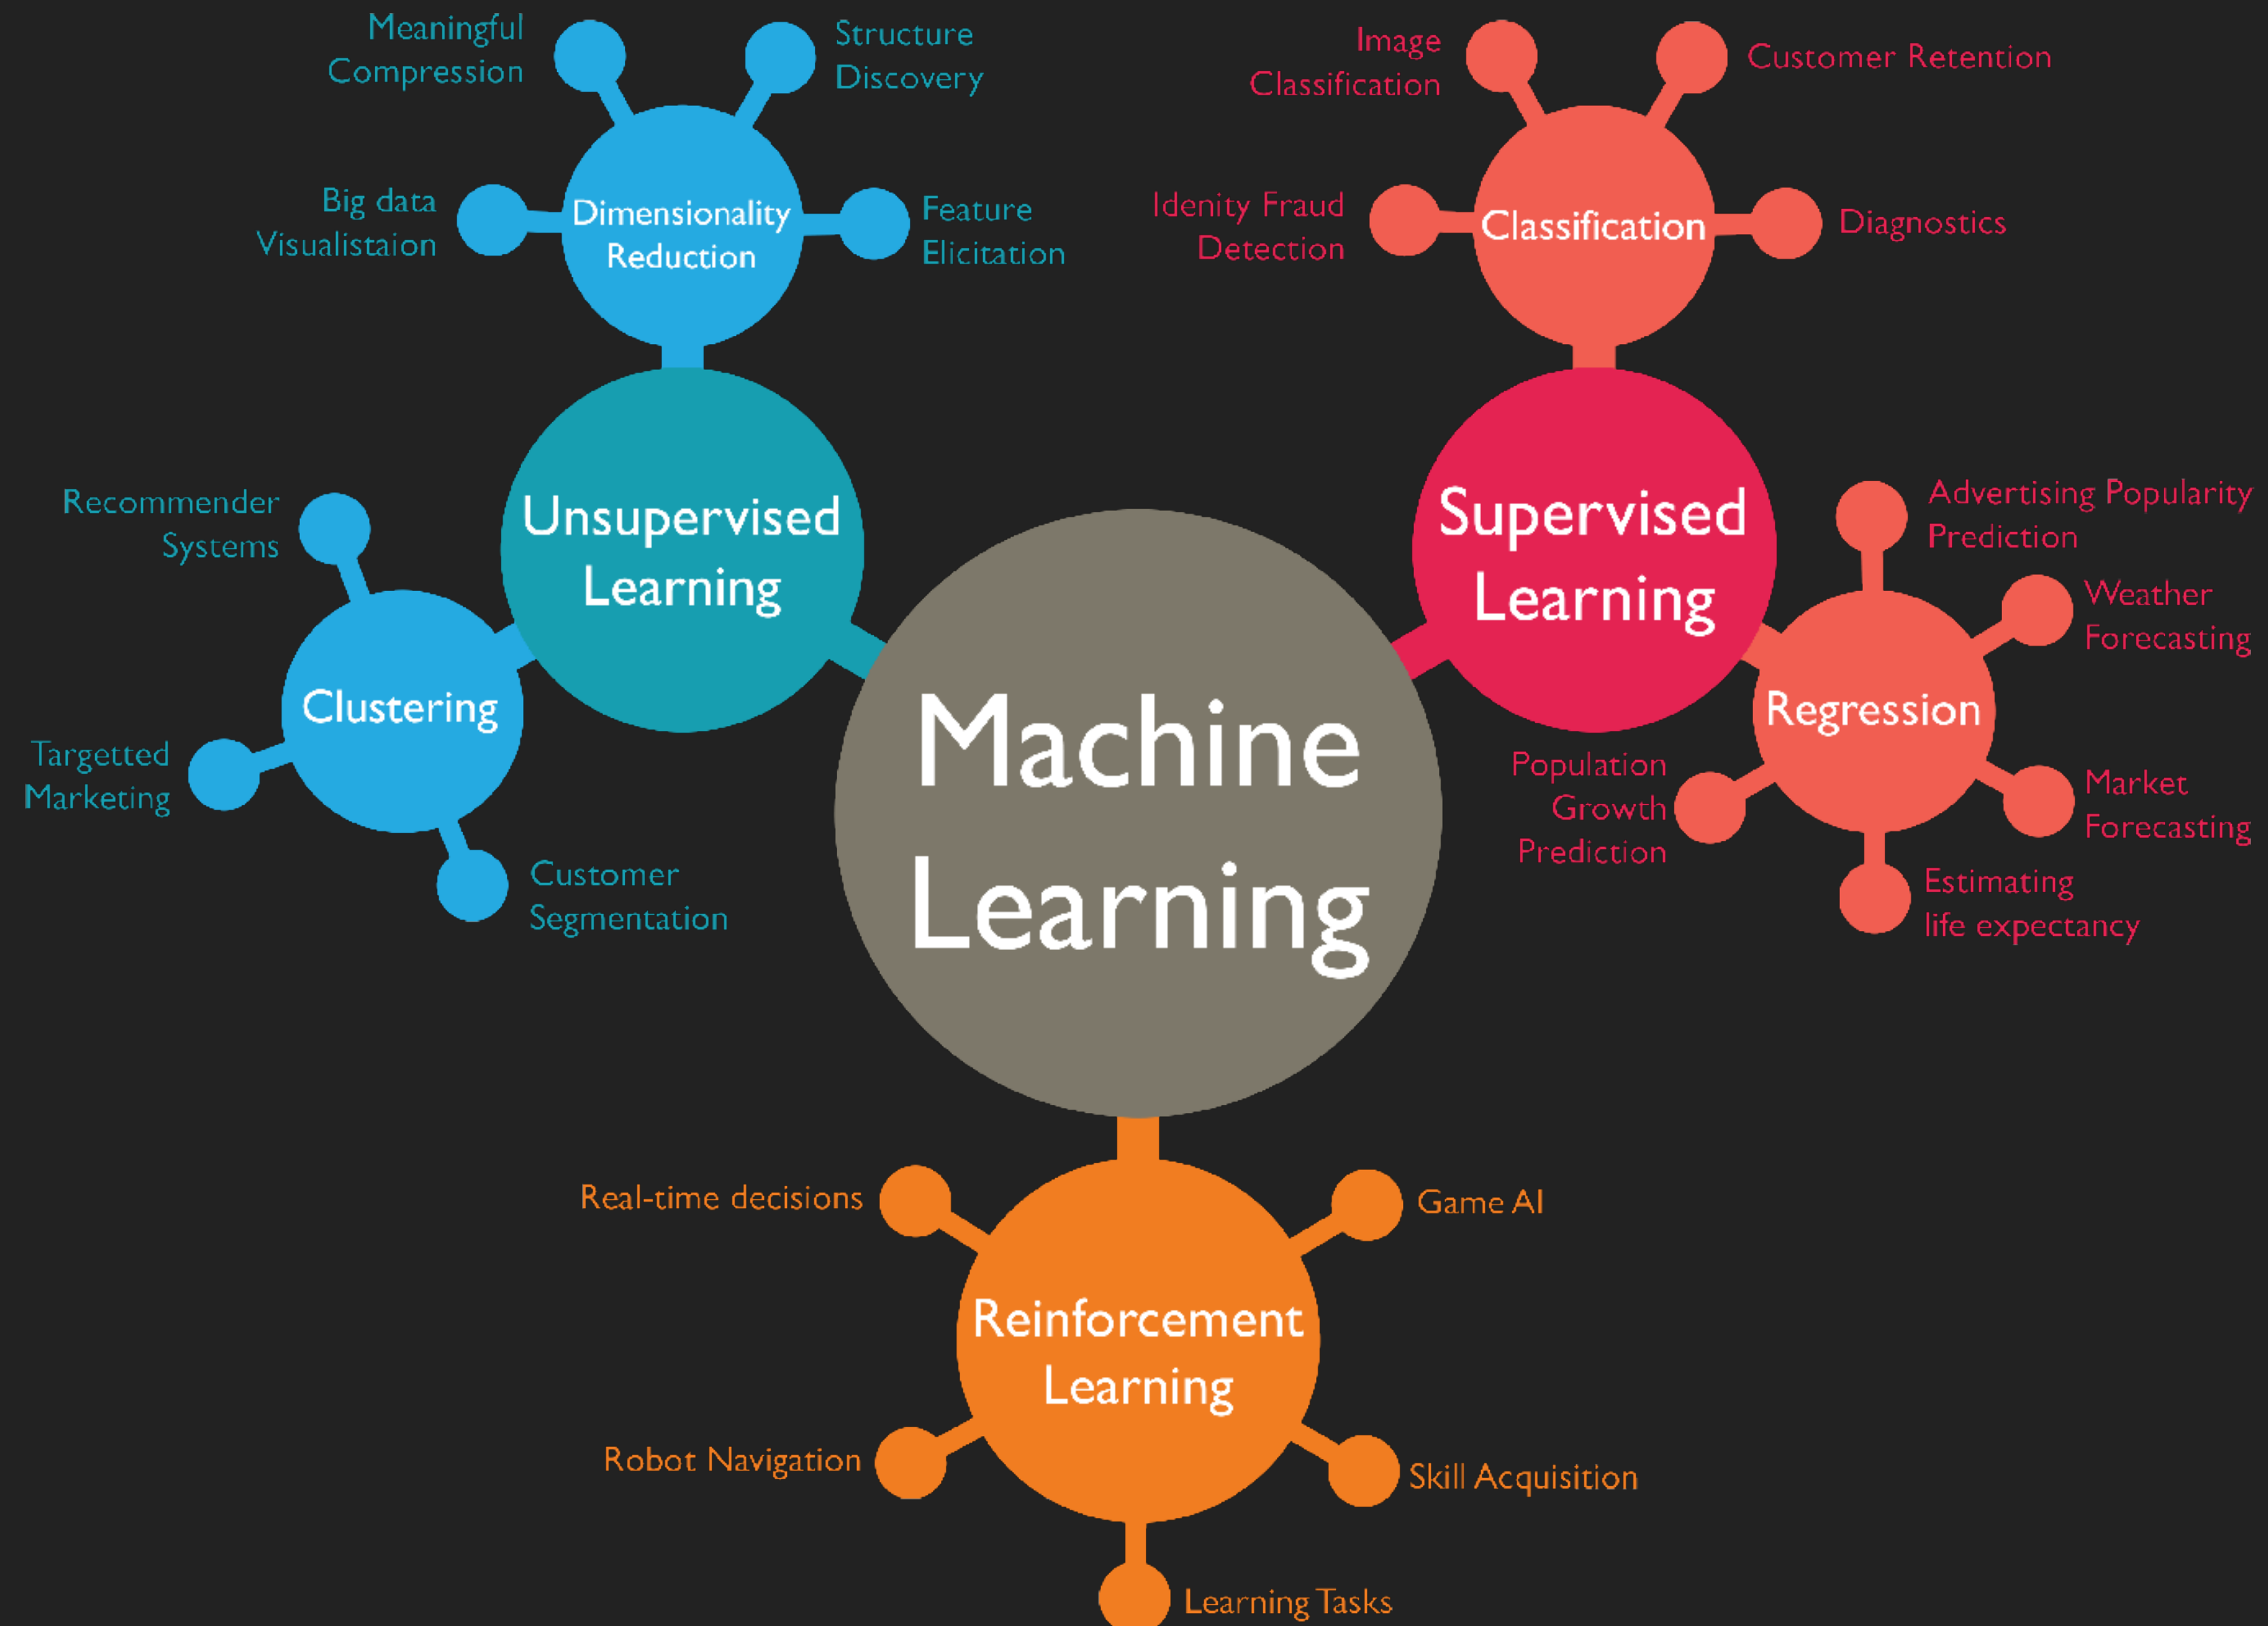 Meaningful
Compression
Structure
Discovery
Big data
Visualistaion
Dimensionality
Reduction
Feature
Elicitation
Image
Classification
Customer Retention
Idenity Fraud
Detection
Classification
Diagnostics
Unsupervised
Learning
Recommender
Systems
Clustering
Targetted
Marketing
Customer
Segmentation
Supervised
Learning
Advertising Popularity
Prediction
Weather
Forecasting
Regression
Population
Growth
Prediction
Market
Forecasting
Estimating
life expectancy
Machine
Learning
Real-time decisions
Game AI
Reinforcement
Learning
Robot Navigation
Skill Acquisition
Learning Tasks